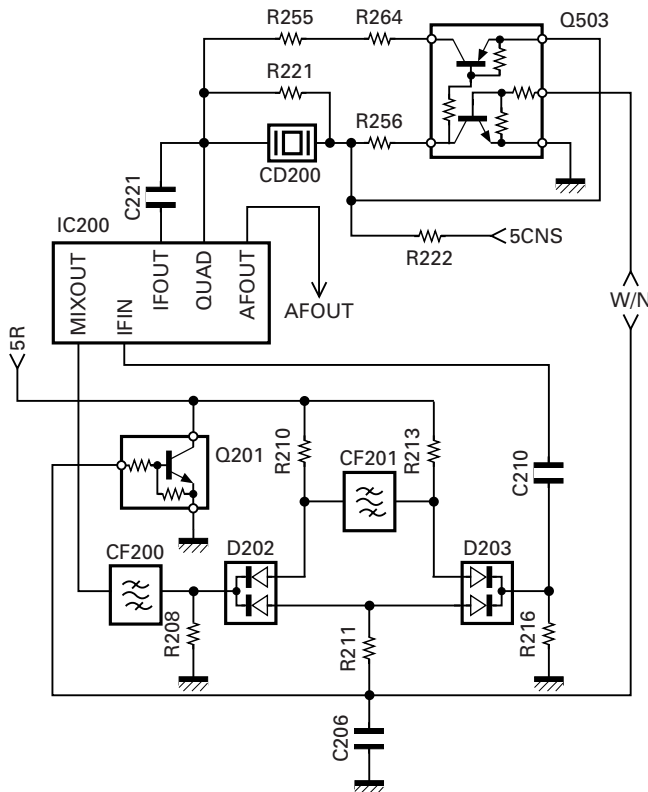 R255
R264
Q503
R221
R256
CD200
C221
IC200
5CNS
R222
MIXOUT
IFIN
IFOUT
QUAD
AFOUT
AFOUT
W/N
5R
Q201
R210
CF201
R213
C210
CF200
D202
D203
R208
R211
R216
C206